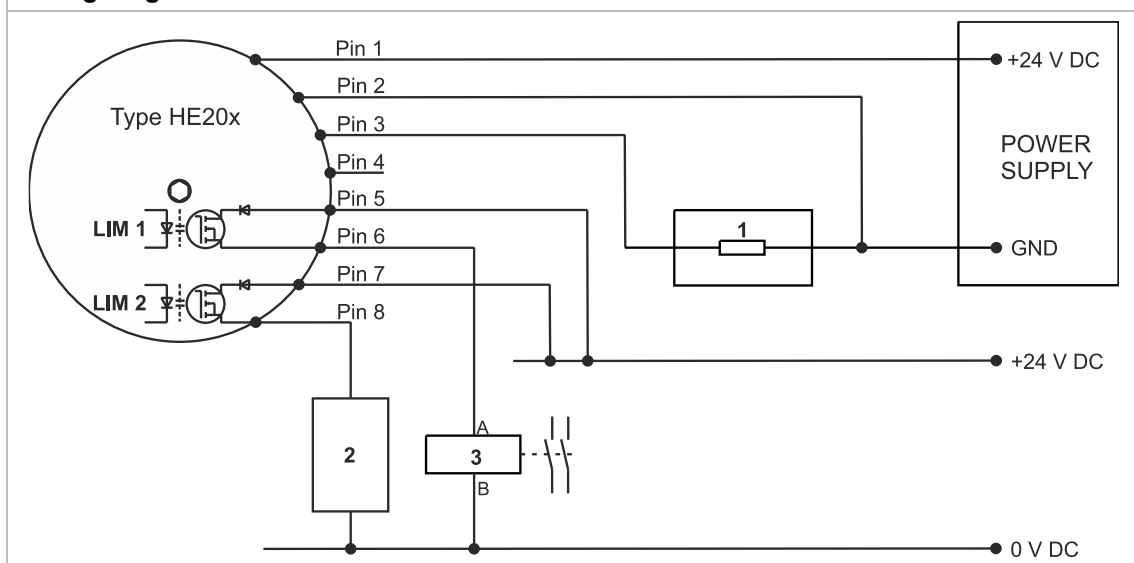 Pin 1
+24 V DC
Pin 2
Type HE20x
Pin 3
POWER
SUPPLY
Pin 4
Pin 5
LIM 1
1
Pin 6
GND
Pin 7
LIM 2
Pin 8
+24 V DC
A
2
3
B
0 V DC